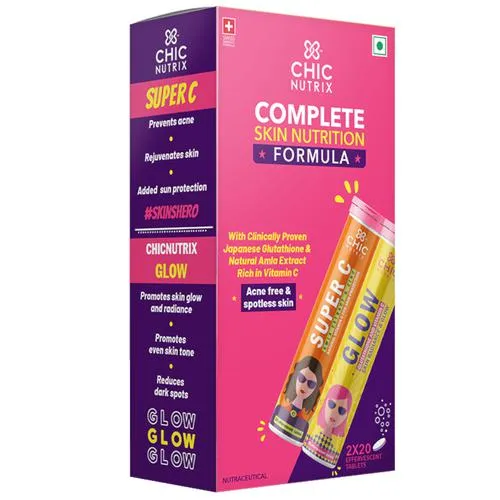 CHIC
NUTRIX
SUPER C
Prevents acne
Rejuvenates skin
Added sun protection
#SKINSHERO
CHICNUTRIX
GLOW
Promotes skin glow
and radiance
Promotes
even skin tone
Reduces
dark spots
GLOW
GLOW
GLOW
CHIC
NUTRIX
COMPLETE
SKIN NUTRITION
FORMULA
With Clinically Proven
Japanese Glutathione &
Natural Amla Extract
Rich in Vitamin C
Acne free &
spotless skin
CHIC
SUPER C
CHIC
GLOW
2X20
EFFERVESCENT
TABLETS
NUTRACEUTICAL